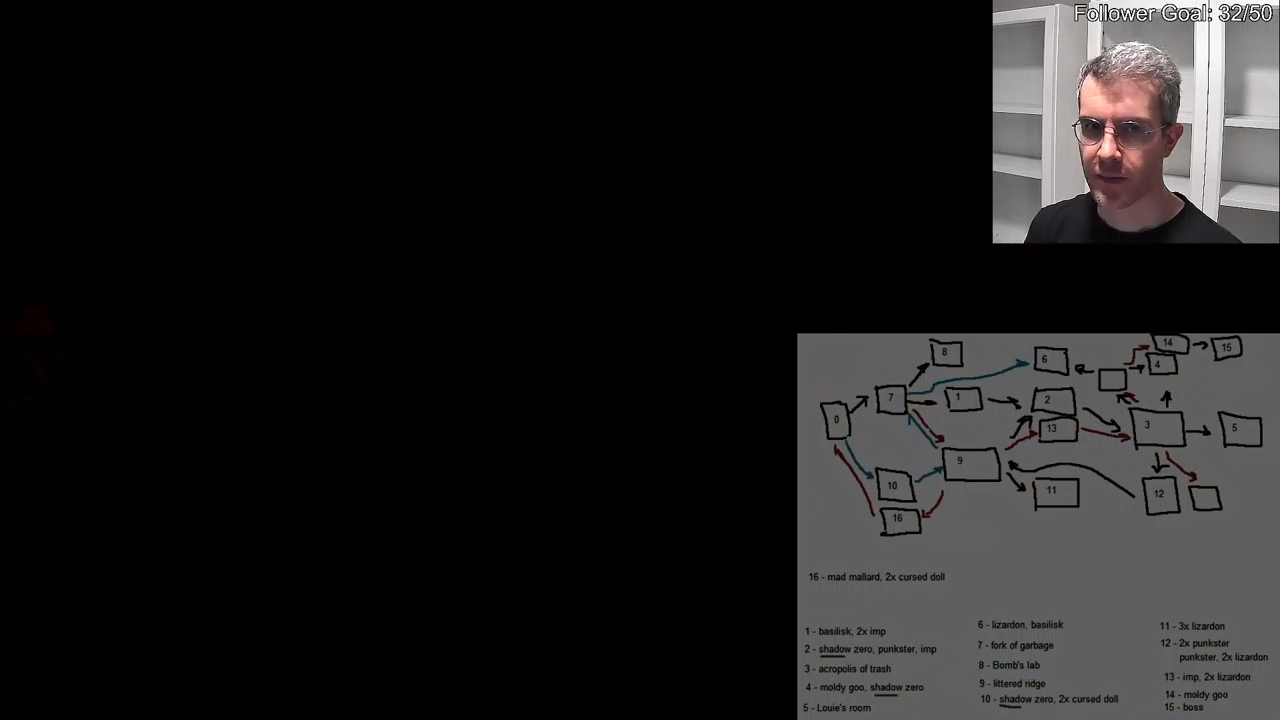 Follower Goal: 32/50
14
15
8
6
4
7
1
2
0
13
3
5
9
10
11
12
16
16 - mad mallard, 2x cursed doll
1 - basilisk, 2x imp
2 - shadow zero, punkster, imp
3 - acropolis of trash
4 - moldy goo, shadow zero
5 - Louie's room
6 - lizardon, basilisk
7 - fork of garbage
8 - Bomb's lab
9 - littered ridge
10 - shadow zero, 2x cursed doll
11 - 3x lizardon
12 - 2x punkster
punkster, 2x lizardon
13 - imp, 2x lizardon
14 - moldy goo
15 - boss